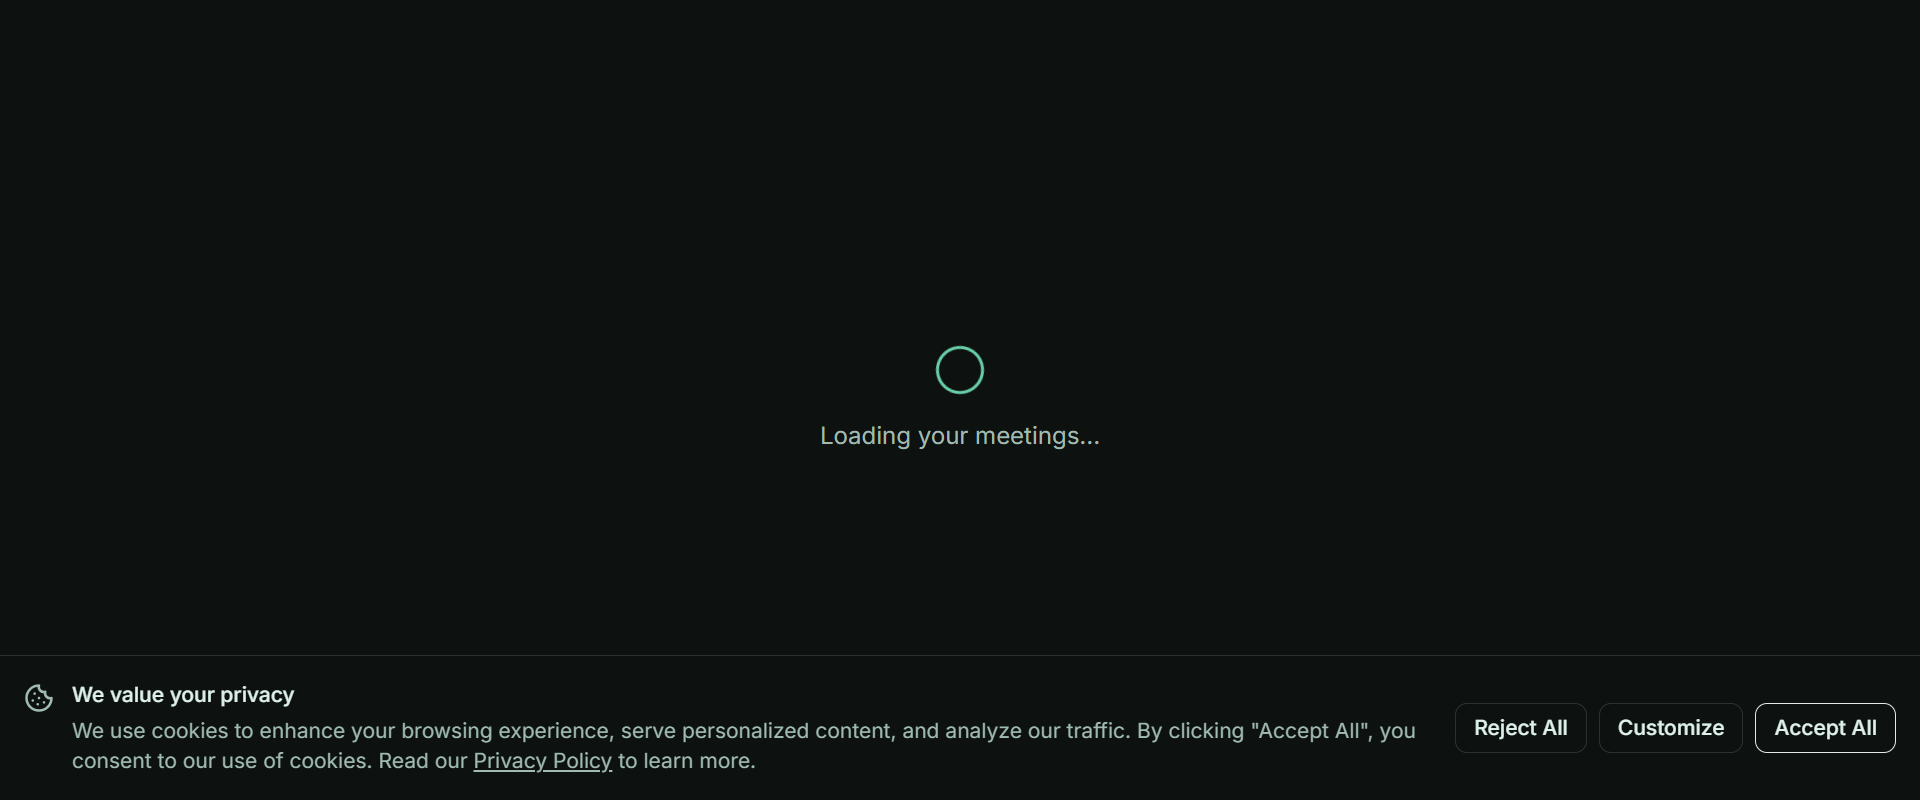 Loading your meetings...
We value your privacy
We use cookies to enhance your browsing experience, serve personalized content, and analyze our traffic. By clicking "Accept All", you
consent to our use of cookies. Read our Privacy Policy to learn more.
Reject All
Customize
Accept All